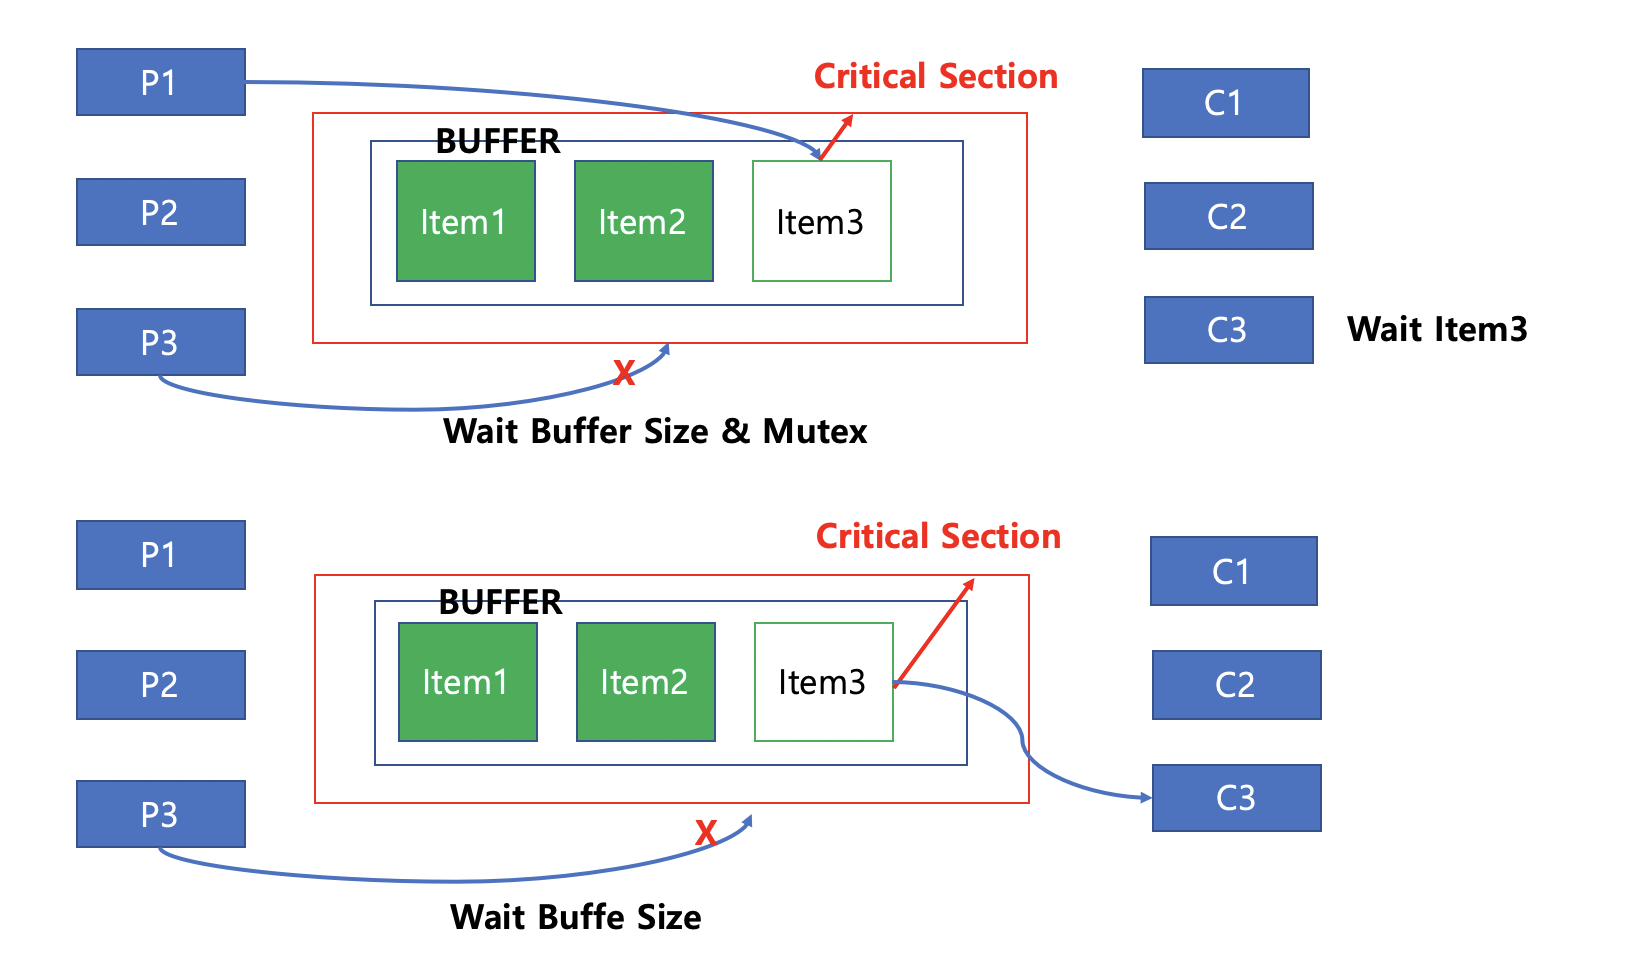 P1
Critical Section
C1
BUFFER
P2
Item1
Item2
Item3
C2
P3
C3
Wait Item3
X
Wait Buffer Size & Mutex
P1
Critical Section
C1
BUFFER
P2
Item1
Item2
Item3
C2
P3
C3
X
Wait Buffe Size